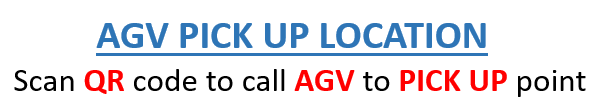 AGV PICK UP LOCATION
Scan QR code to call AGV to PICK UP point